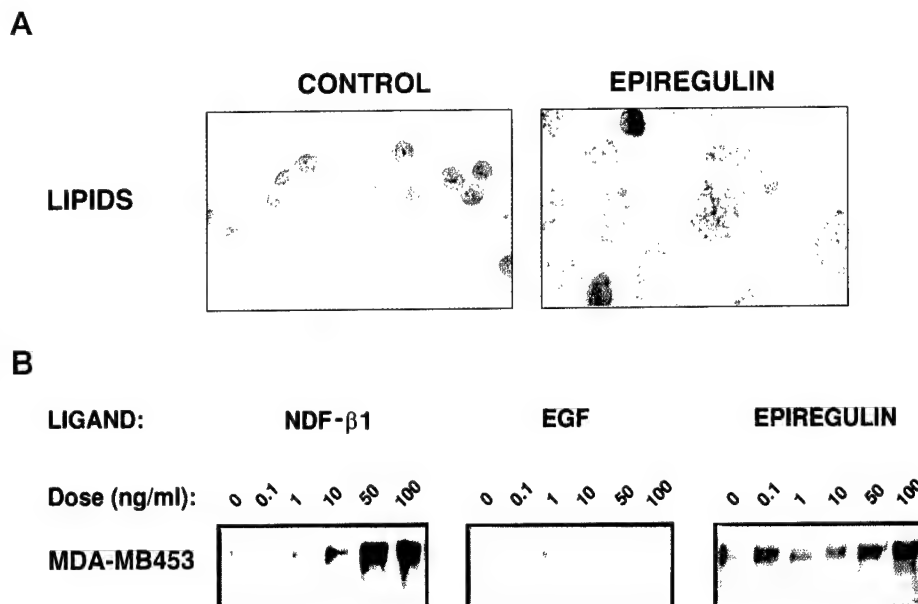 A
CONTROL EPIREGULIN
LIPIDS
B
LIGAND: NDF-β1 EGF EPIREGULIN
Dose (ng/ml): 0 0.1 1 10 50 100 0 0.1 1 10 50 100 0 0.1 1 10 50 100
MDA-MB453